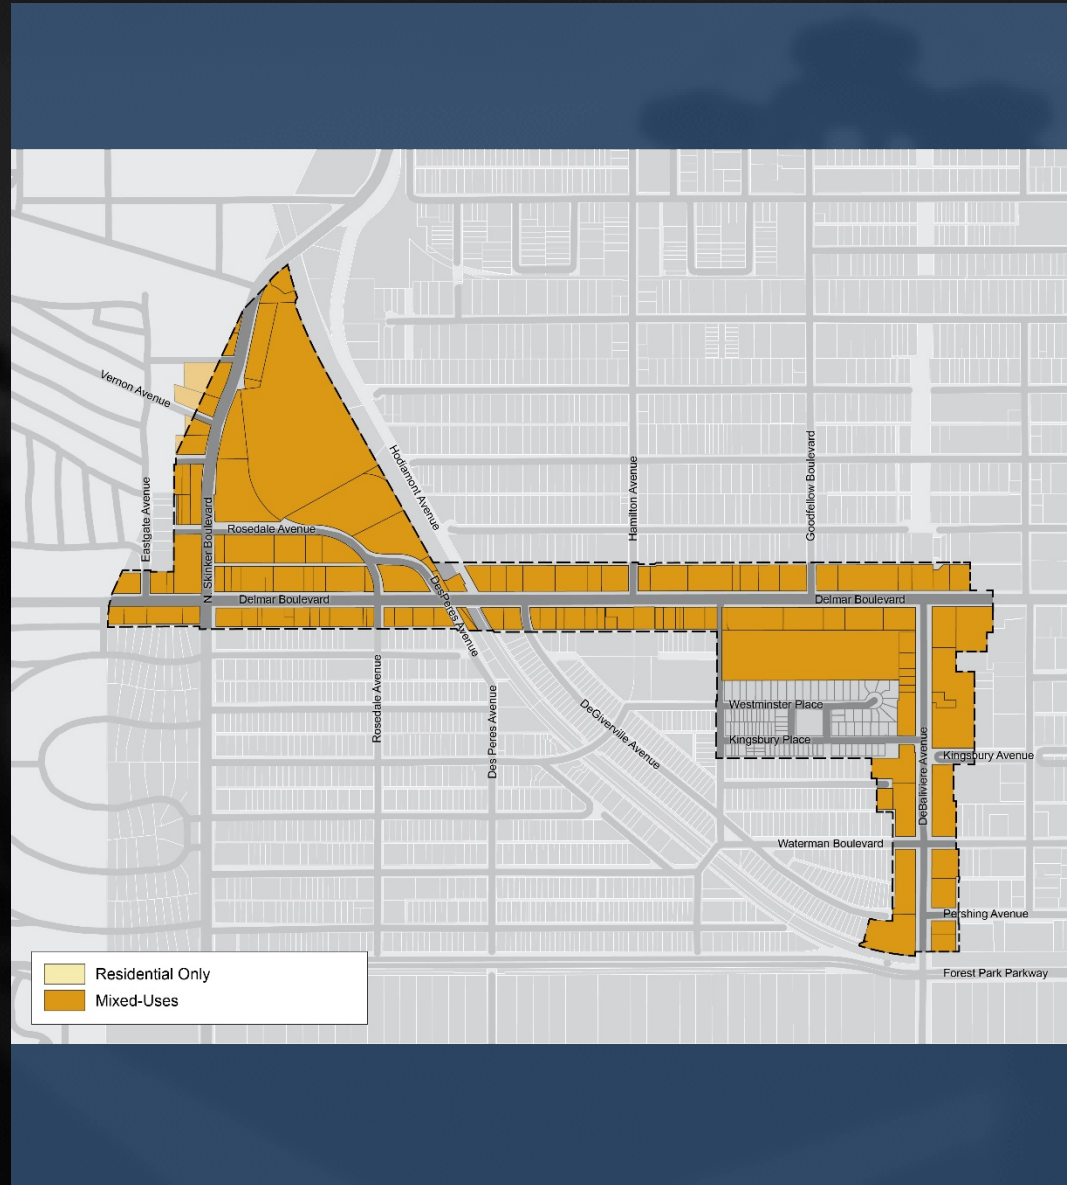 Vernon Avenue
Eastgate Avenue
N. Skinker Boulevard
Hodiamont Avenue
Hamilton Avenue
Goodfellow Boulevard
Rosedale Avenue
Delmar Boulevard
DesPeres Avenue
Delmar Boulevard
Rosedale Avenue
Des Peres Avenue
DeGiverville Avenue
Westminster Place
Kingsbury Place
DeBaliviere Avenue
Kingsbury Avenue
Waterman Boulevard
Pershing Avenue
Forest Park Parkway
Residential Only
Mixed-Uses